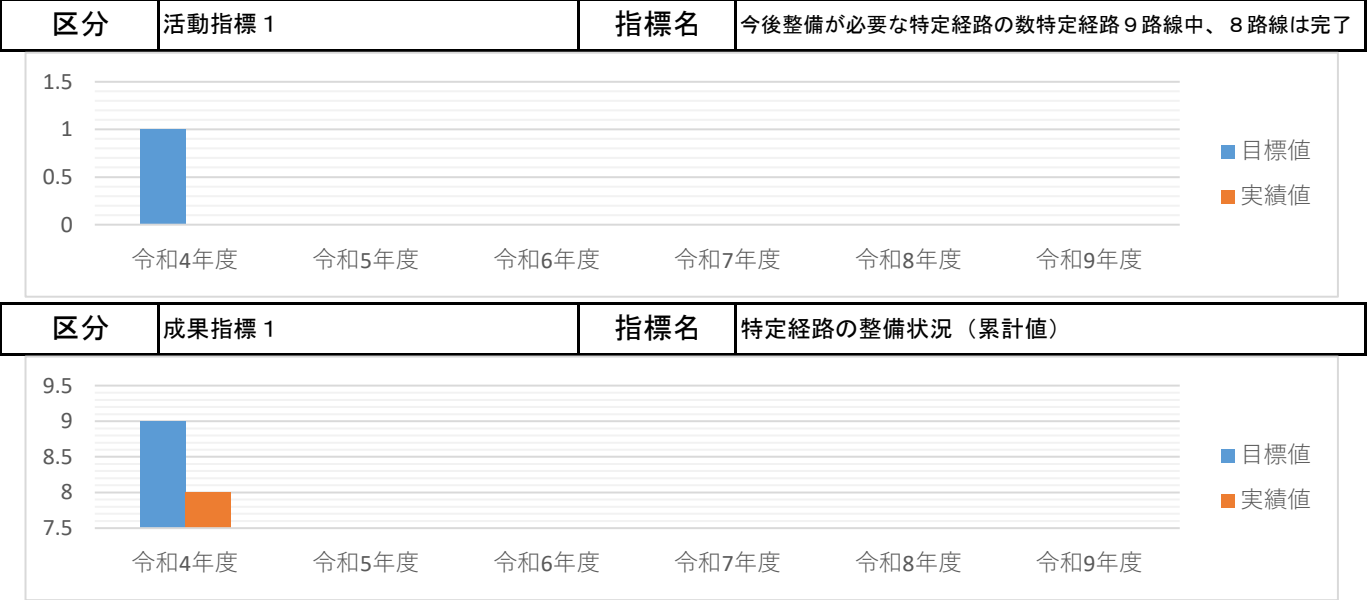 区分 活動指標1 指標名 今後整備が必要な特定経路の数特定経路9路線中、8路線は完了
1.5
1
0.5
0
令和4年度 令和5年度 令和6年度 令和7年度 令和8年度 令和9年度
目標値
実績値
区分 成果指標1 指標名 特定経路の整備状況（累計値）
9.5
9
8.5
8
7.5
令和4年度 令和5年度 令和6年度 令和7年度 令和8年度 令和9年度
目標値
実績値